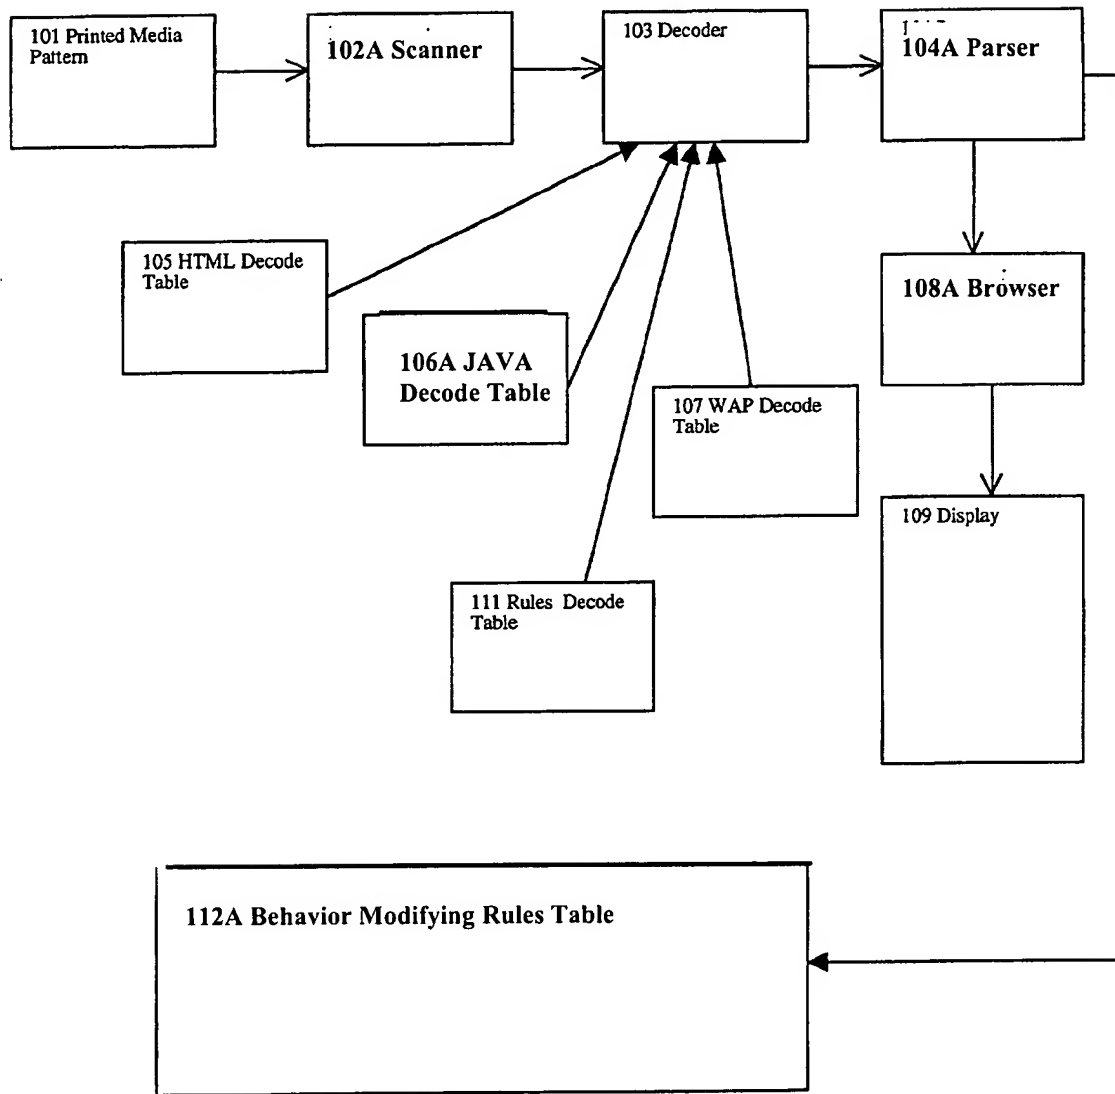 101 Printed Media
Pattern
102A Scanner
103 Decoder
104A Parser
105 HTML Decode
Table
106A JAVA
Decode Table
107 WAP Decode
Table
108A Browser
109 Display
111 Rules Decode
Table
112A Behavior Modifying Rules Table